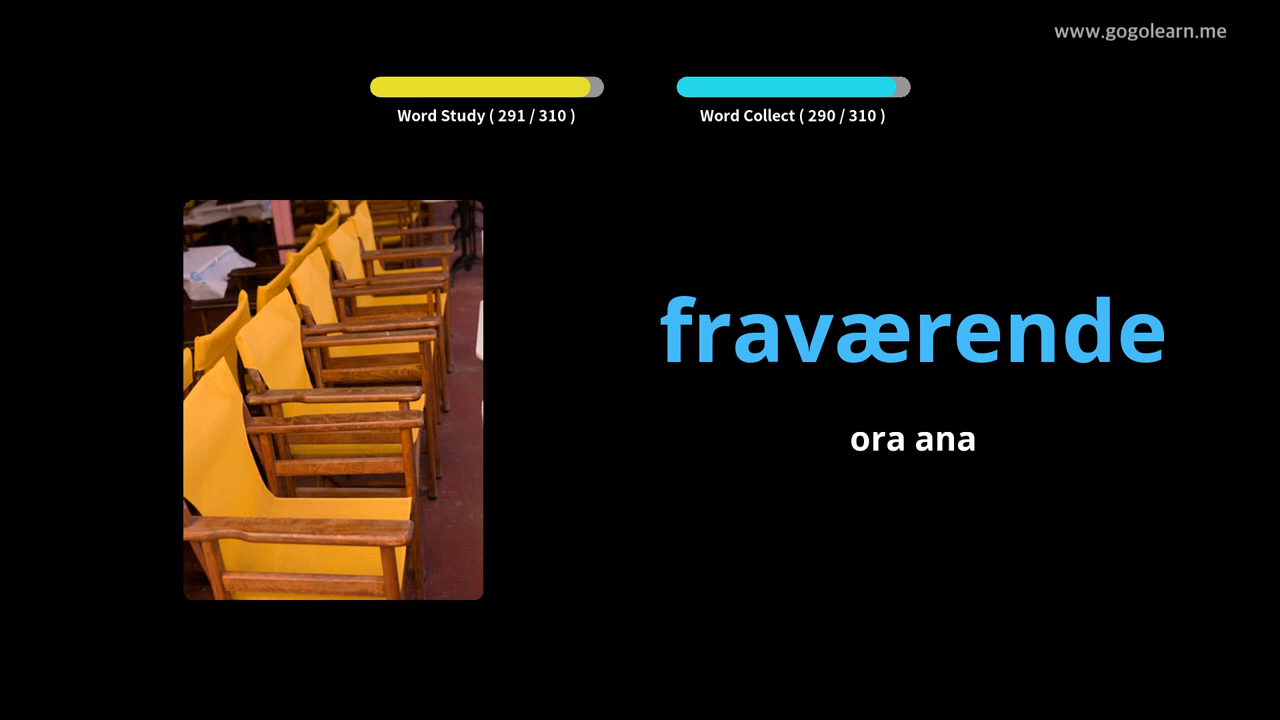 www.gogolearn.me
Word Study ( 291 / 310 )
Word Collect ( 290 / 310 )
fraværende
ora ana